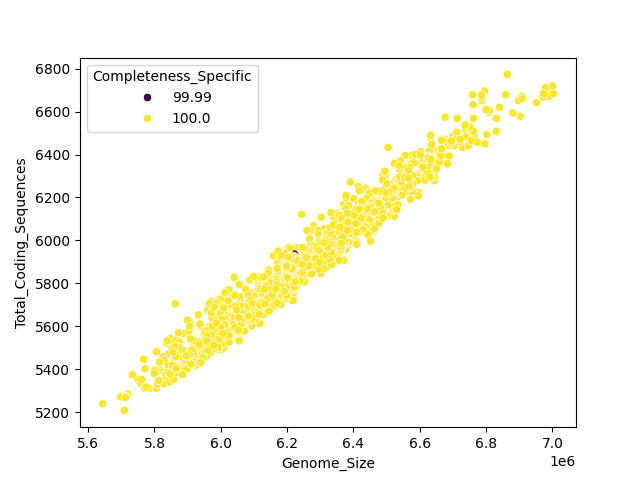 Completeness_Specific
99.99
100.0
6800
6600
6400
6200
6000
5800
5600
5400
5200
Total_Coding_Sequences
5.6 5.8 6.0 6.2 6.4 6.6 6.8 7.0
1e6
Genome_Size